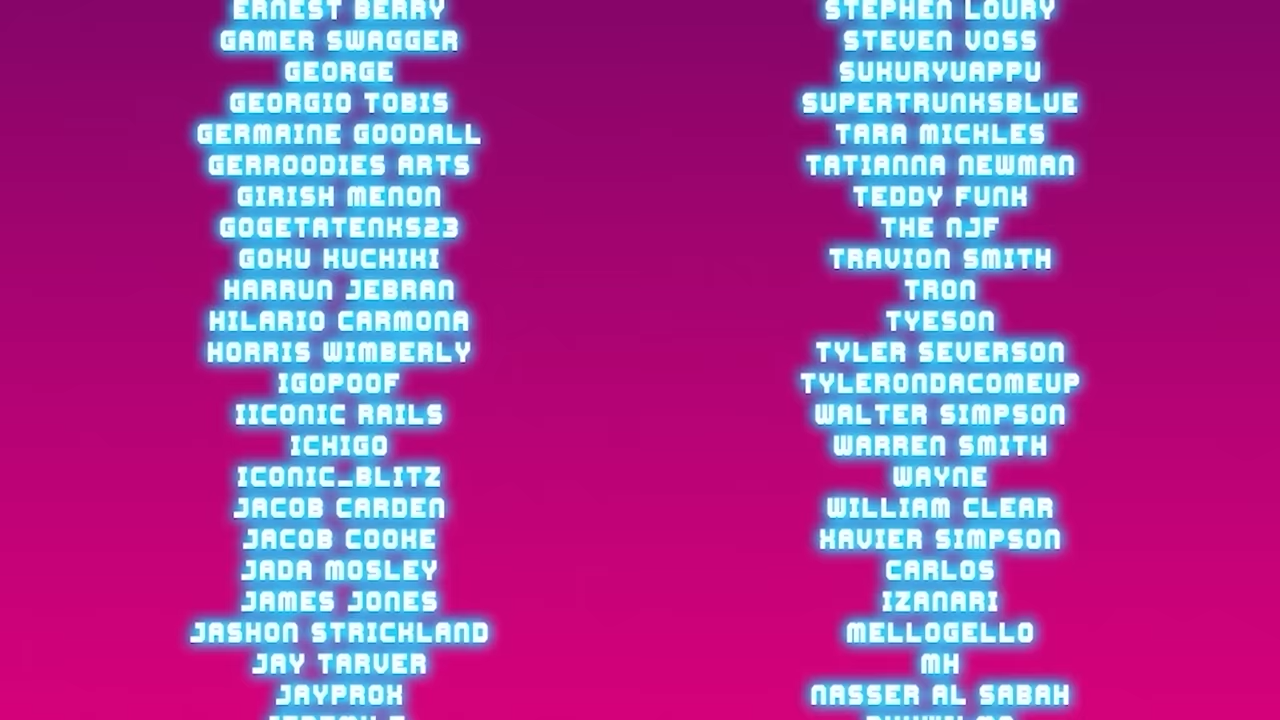 ERNEST BERRY
GAMER SWAGGER
GEORGE
GEORGIO TOBIS
GERMAINE GOODALL
GERROODIES ARTS
GIRISH MENON
GOGETATENKS23
GOKU KUCHIKI
HARRUN JEBRAN
HILARIO CARMONA
HORRIS WIMBERLY
IGOPOOF
IICONIC RAILS
ICHIGO
ICONIC_BLITZ
JACOB CARDEN
JACOB COOKE
JADA MOSLEY
JAMES JONES
JASHON STRICKLAND
JAY TARVER
JAYPROX
STEPHEN LOURY
STEVEN VOSS
SUKURYUAPPU
SUPERTRUNKSBLUE
TARA MICKLES
TATIANNA NEWMAN
TEDDY FUNK
THE NJF
TRAVION SMITH
TRON
TYESON
TYLER SEVERSON
TYLERONDACOMEUP
WALTER SIMPSON
WARREN SMITH
WAYNE
WILLIAM CLEAR
XAVIER SIMPSON
CARLOS
IZANARI
MELLOGELLO
MH
NASSER AL SABAH